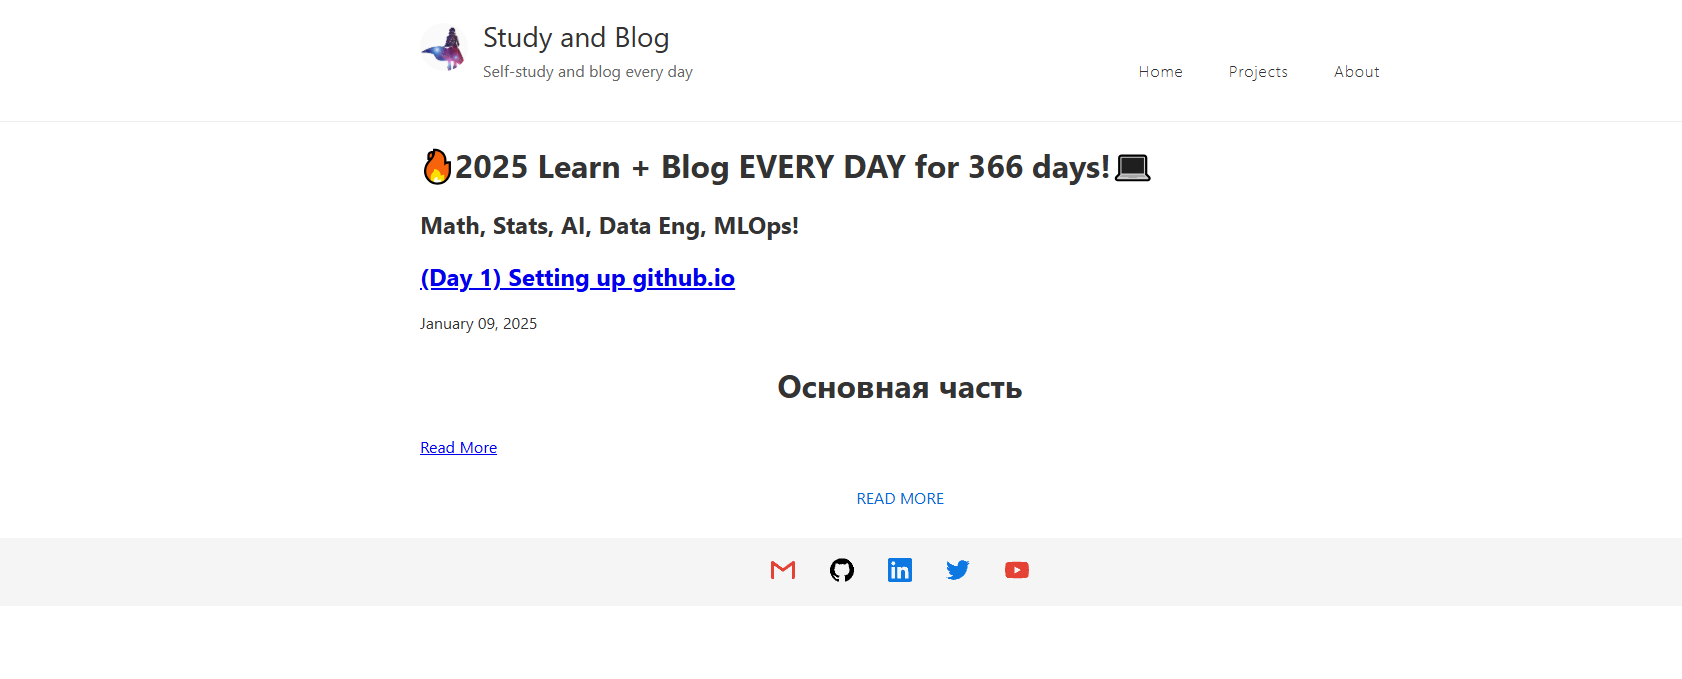 Study and Blog
Self-study and blog every day
Home Projects About
🔥2025 Learn + Blog EVERY DAY for 366 days!💻
Math, Stats, AI, Data Eng, MLOps!
(Day 1) Setting up github.io
January 09, 2025
Основная часть
Read More
READ MORE
in